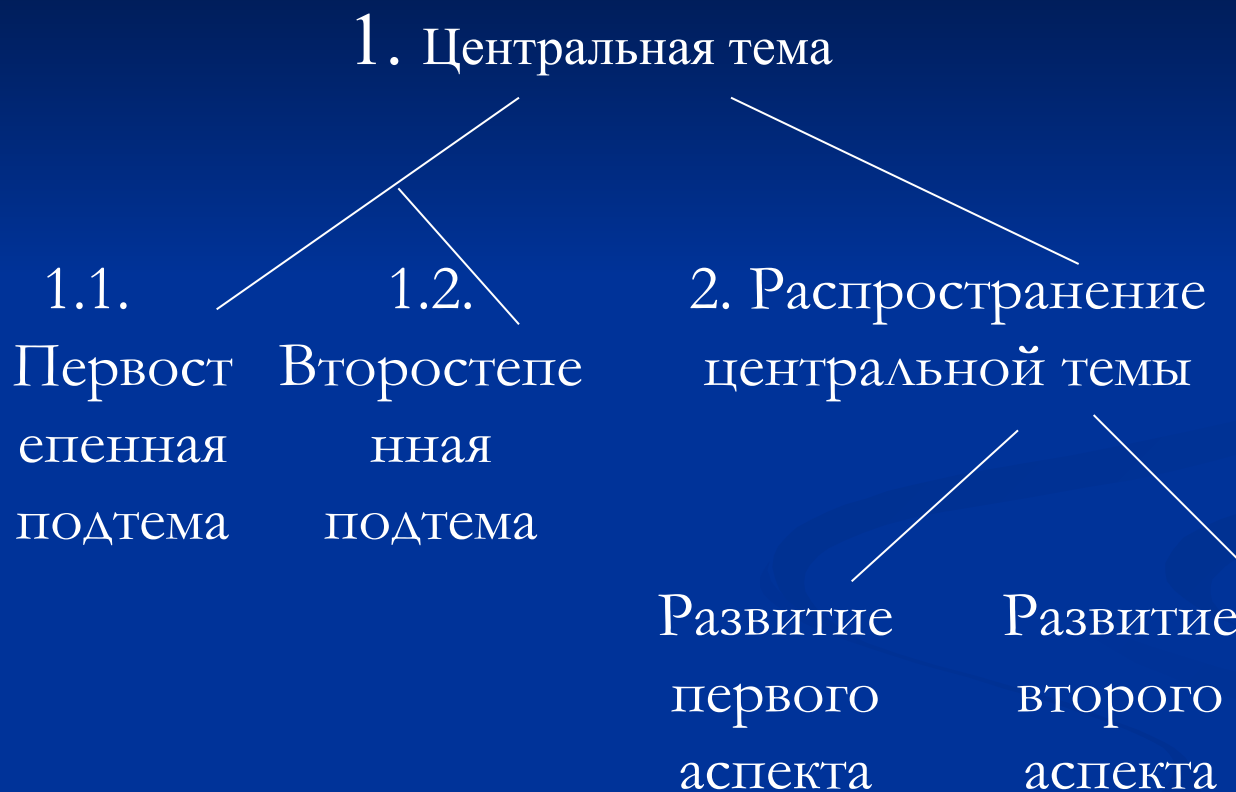 1. Центральная тема
1.1.
Первост
епенная
подтема
1.2.
Второстепе
нная
подтема
2. Распространение
центральной темы
Развитие
первого
аспекта
Развитие
второго
аспекта